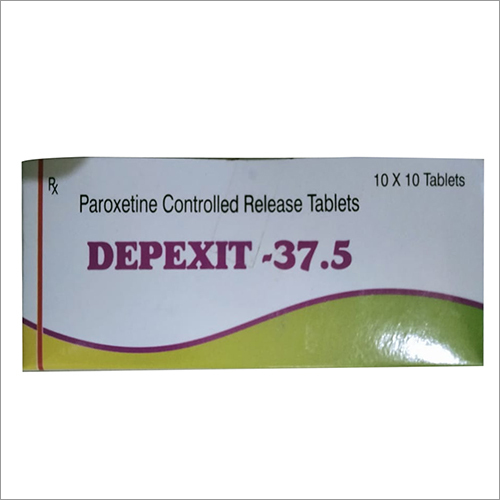 Rx
10 X 10 Tablets
Paroxetine Controlled Release Tablets
DEPEXIT -37.5